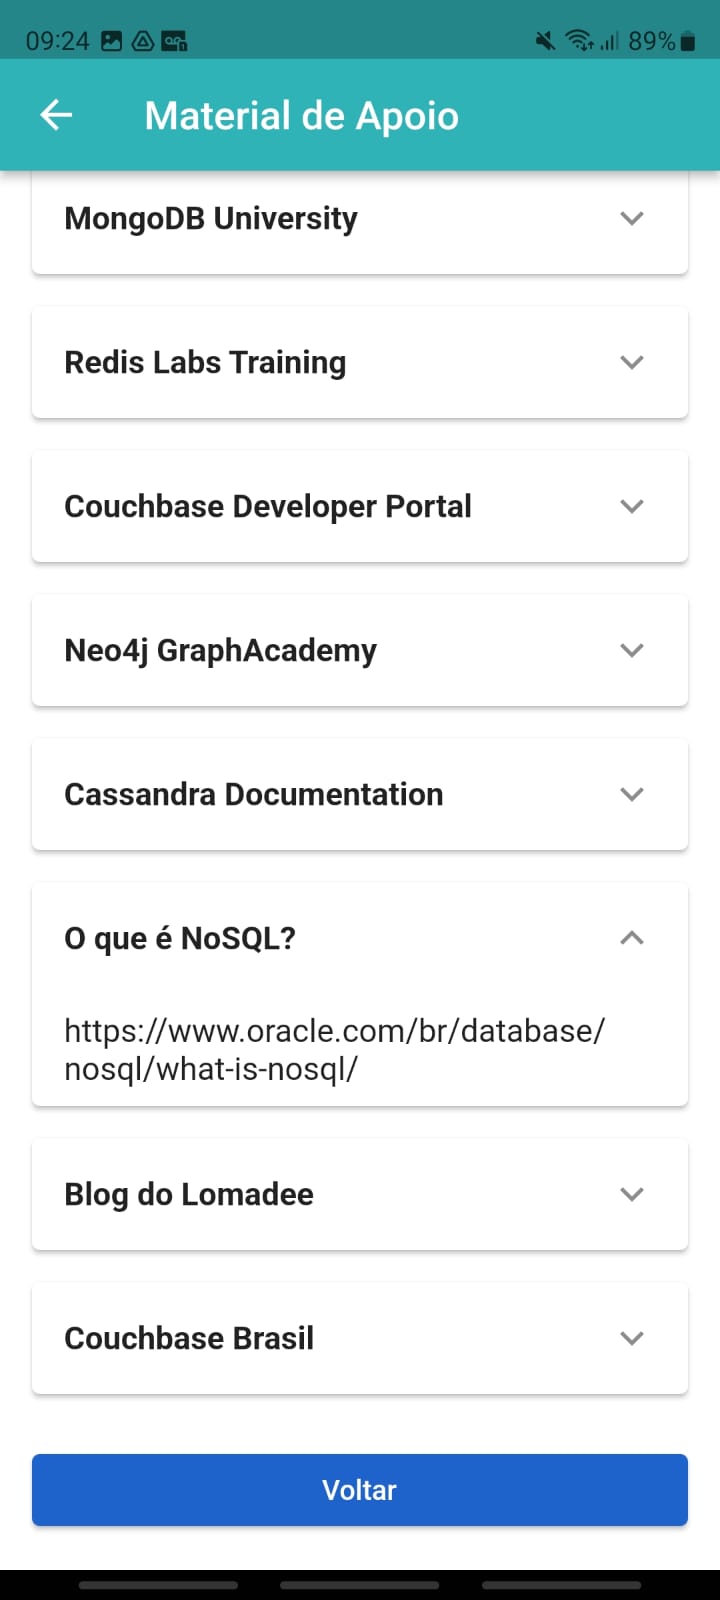 09:24
89%
Material de Apoio
MongoDB University
Redis Labs Training
Couchbase Developer Portal
Neo4j GraphAcademy
Cassandra Documentation
O que é NoSQL?
https://www.oracle.com/br/database/
nosql/what-is-nosql/
Blog do Lomadee
Couchbase Brasil
Voltar